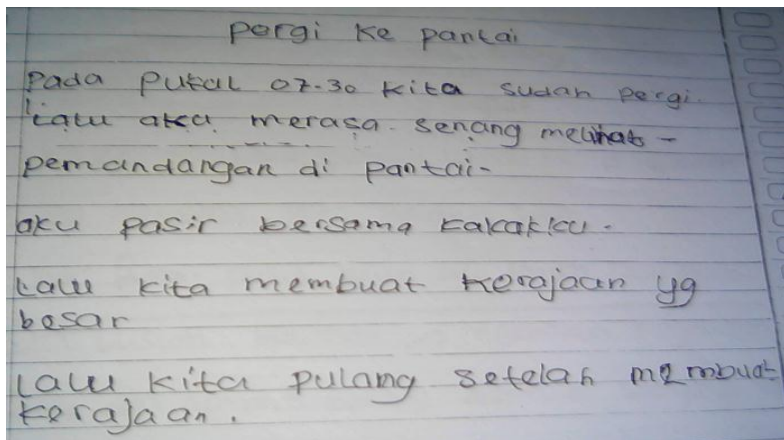 pergi ke pantai
Pada Pukul 07.30 kita sudah pergi.
Lalu aku merasa senang melihat -
pemandangan di pantai-
aku pasir bersama kakakku.
Lalu kita membuat kerajaan yg
besar
Lalu kita pulang setelah membuat
kerajaan.